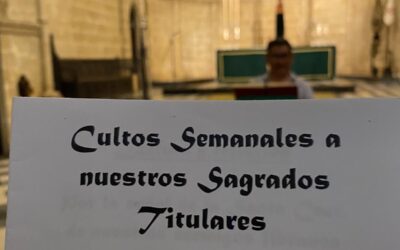 Cultos Semanales a
nuestros Sagrados
Titulares